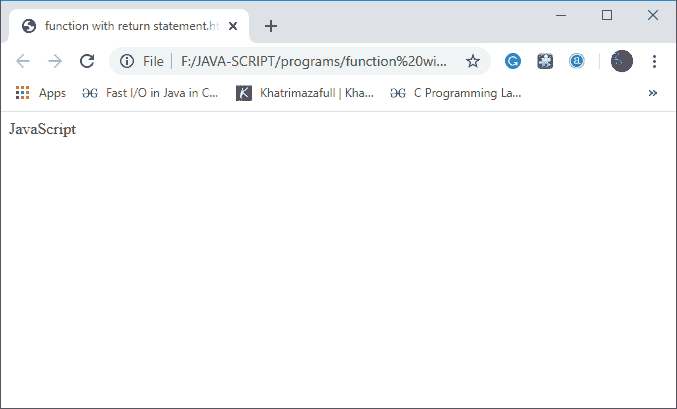 function with return statement.ht
File F:/JAVA-SCRIPT/programs/function%20wi...
Apps Fast I/O in Java in C... Khatrimazafull | Kha... C Programming La...
JavaScript